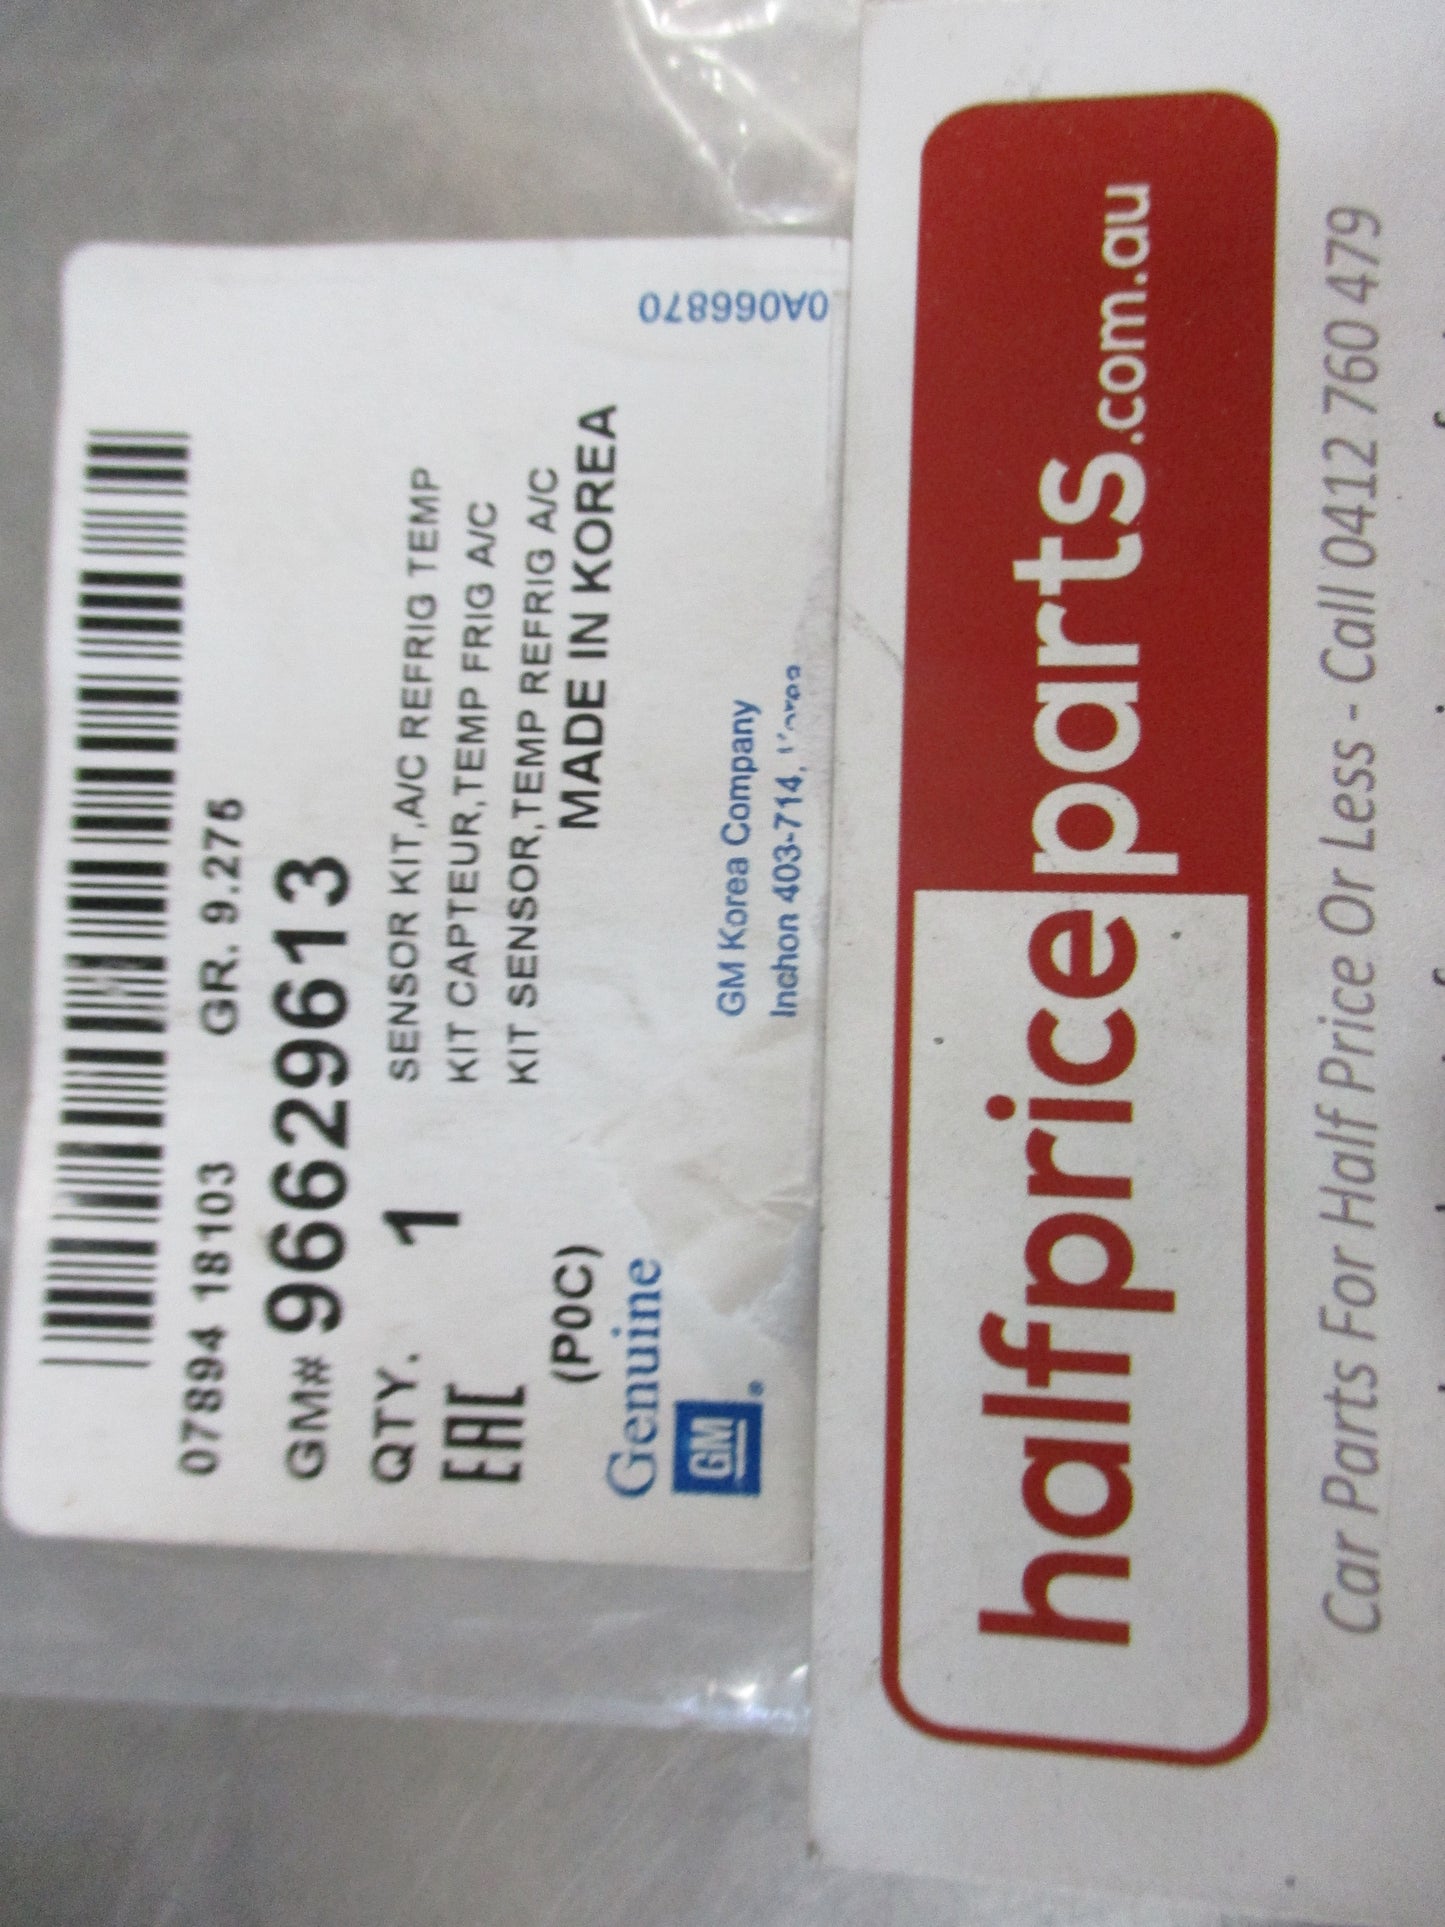 07894 18103 GR. 9.275
GM# 96629613
QTY. 1
SENSOR KIT,A/C REFRIG TEMP
KIT CAPTEUR,TEMP FRIG A/C
KIT SENSOR,TEMP REFRIG A/C
MADE IN KOREA
EAC
(P0C)
Genuine
GM
GM Korea Company
Inchon 403-714, Korea
0A066870
halfpriceparts.com.au
Car Parts For Half Price Or Less - Call 0412 760 479